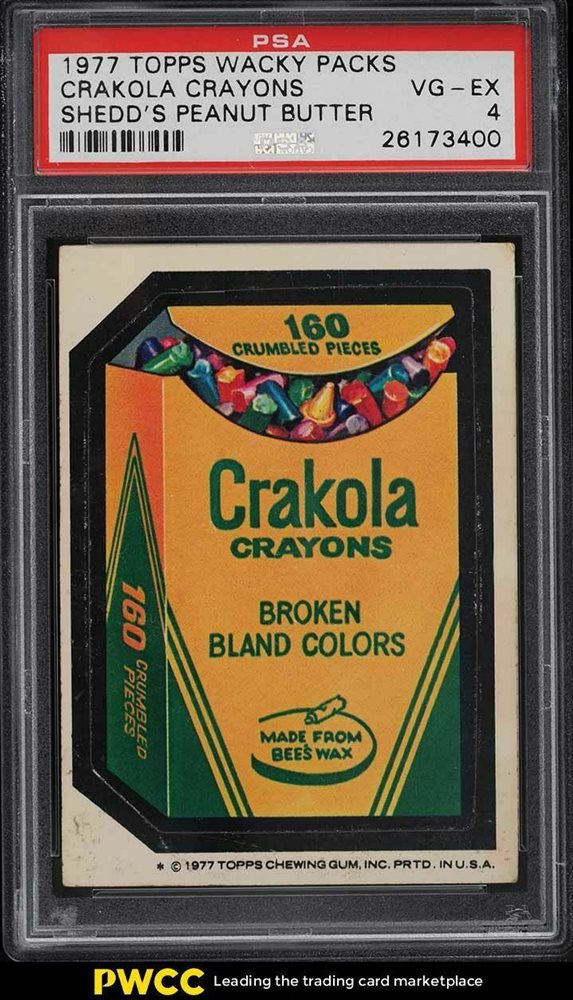 PSA
1977 TOPPS WACKY PACKS
CRAKOLA CRAYONS VG-EX
SHEDD'S PEANUT BUTTER 4
26173400
160
CRUMBLED PIECES
Crakola
CRAYONS
BROKEN
BLAND COLORS
160 CRUMBLED
PIECES
MADE FROM
BEE'S WAX
* © 1977 TOPPS CHEWING GUM, INC. PRTD. IN U.S.A.
PWCC Leading the trading card marketplace